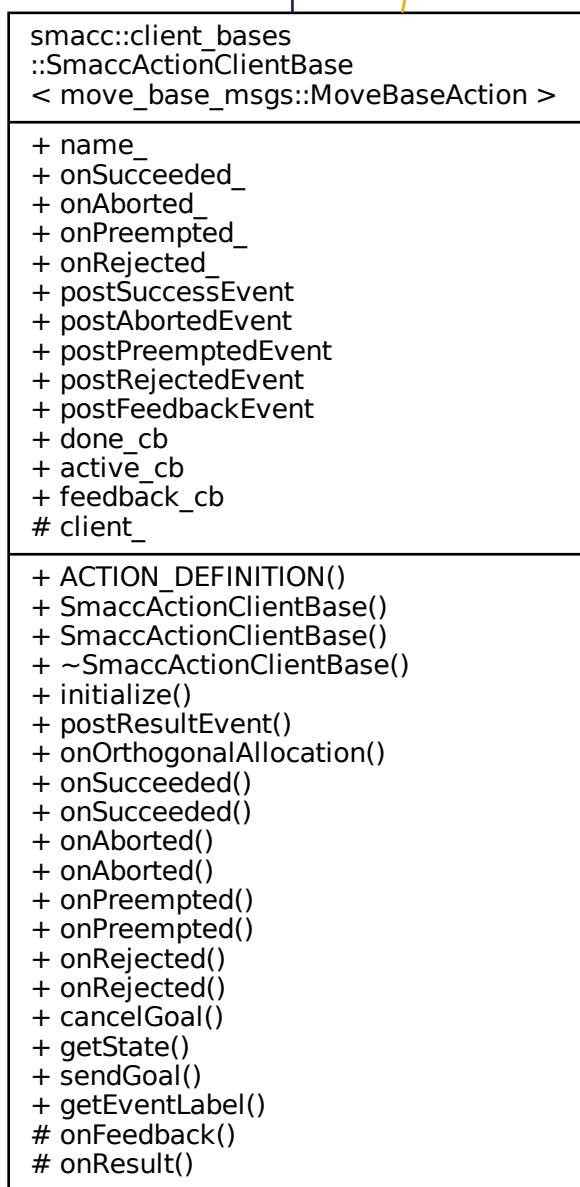 smacc::client_bases
::SmaccActionClientBase
< move_base_msgs::MoveBaseAction >
+ name_
+ onSucceeded_
+ onAborted_
+ onPreempted_
+ onRejected_
+ postSuccessEvent
+ postAbortedEvent
+ postPreemptedEvent
+ postRejectedEvent
+ postFeedbackEvent
+ done_cb
+ active_cb
+ feedback_cb
# client_
+ ACTION_DEFINITION()
+ SmaccActionClientBase()
+ SmaccActionClientBase()
+ ~SmaccActionClientBase()
+ initialize()
+ postResultEvent()
+ onOrthogonalAllocation()
+ onSucceeded()
+ onSucceeded()
+ onAborted()
+ onAborted()
+ onPreempted()
+ onPreempted()
+ onRejected()
+ onRejected()
+ cancelGoal()
+ getState()
+ sendGoal()
+ getEventLabel()
# onFeedback()
# onResult()